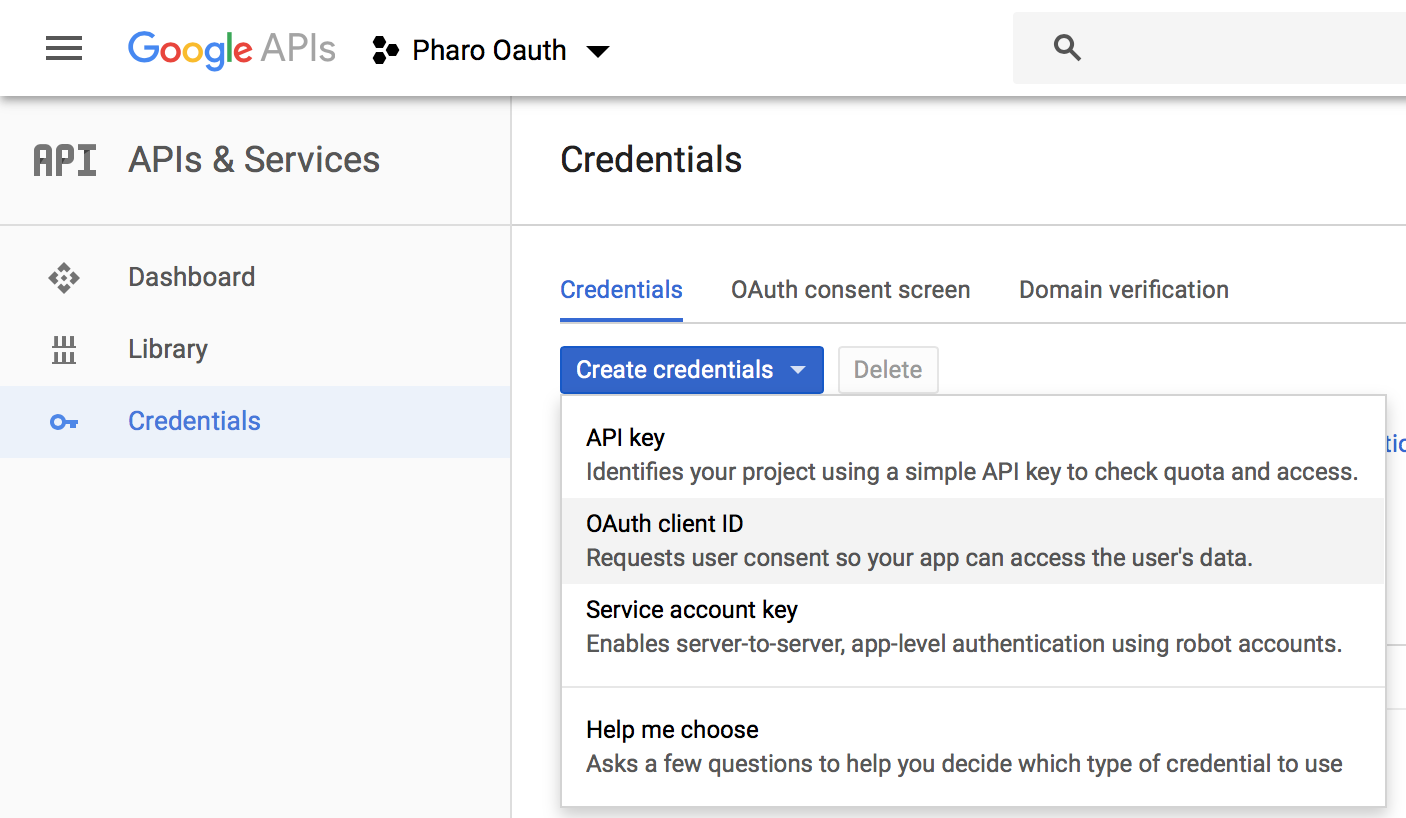 Google APIs Pharo Oauth
API APIs & Services
Credentials
Dashboard
Library
Credentials
Credentials OAuth consent screen Domain verification
Create credentials Delete
API key
Identifies your project using a simple API key to check quota and access.
OAuth client ID
Requests user consent so your app can access the user's data.
Service account key
Enables server-to-server, app-level authentication using robot accounts.
Help me choose
Asks a few questions to help you decide which type of credential to use